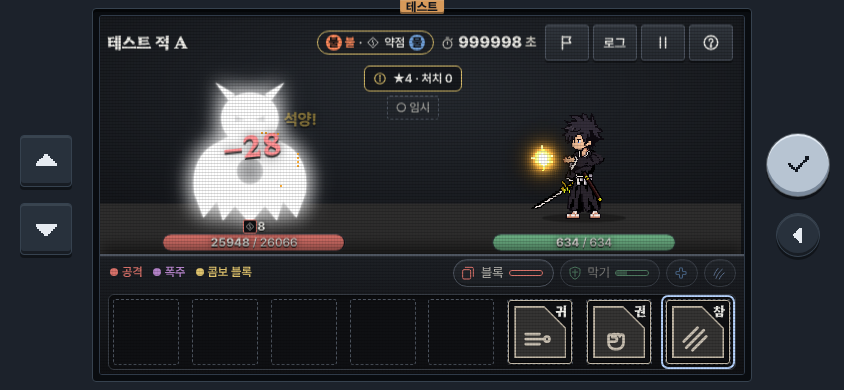 테스트
테스트 적 A
불 · 약점
999998 초
로그
★4 · 처치 0
임시
석양!
-28
8
25948 / 26066
634 / 634
공격 폭주 콤보 블록
블록
막기
귀 권 참